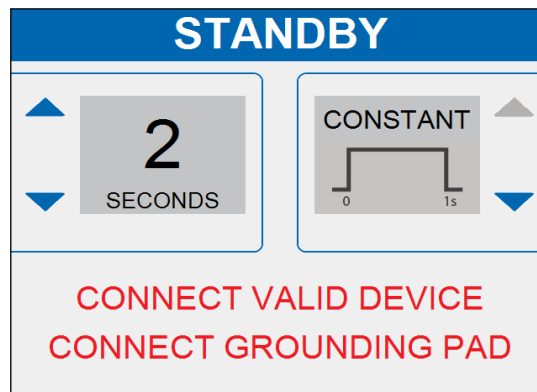 STANDBY
2
SECONDS
CONSTANT
0 1s
CONNECT VALID DEVICE
CONNECT GROUNDING PAD